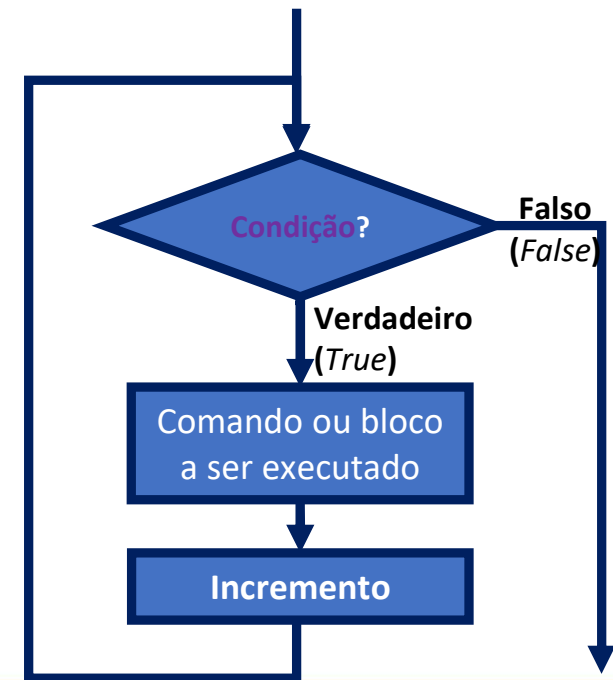 Condição?
Falso
(False)
Verdadeiro
(True)
Comando ou bloco
a ser executado
Incremento